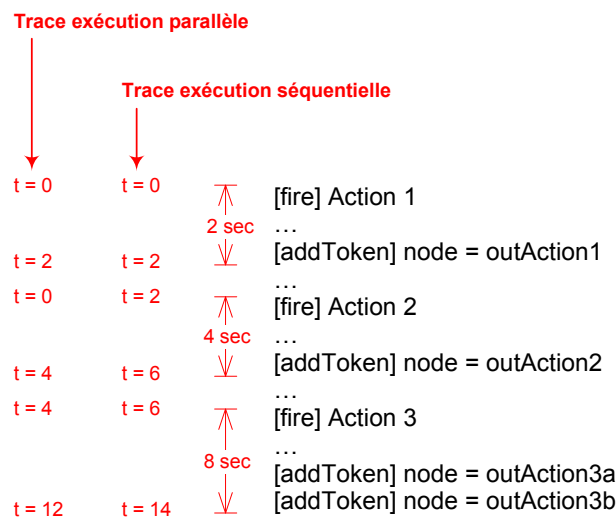 Trace exécution parallèle
Trace exécution séquentielle
t = 0 t = 0 [fire] Action 1
2 sec …
t = 2 t = 2 [addToken] node = outAction1
…
t = 0 t = 2 [fire] Action 2
4 sec …
t = 4 t = 6 [addToken] node = outAction2
…
t = 4 t = 6 [fire] Action 3
…
8 sec
[addToken] node = outAction3a
t = 12 t = 14 [addToken] node = outAction3b